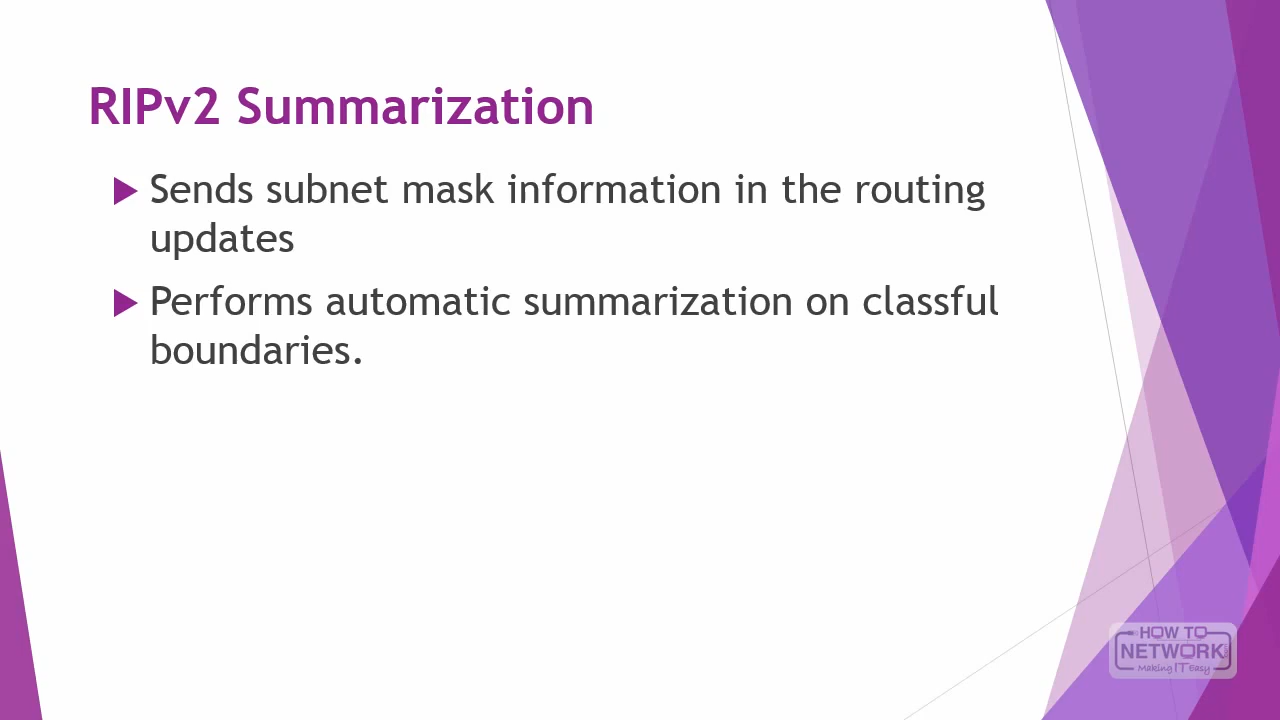 RIPv2 Summarization
Sends subnet mask information in the routing
updates
Performs automatic summarization on classful
boundaries.
HOW TO
NETWORK
Making IT Easy